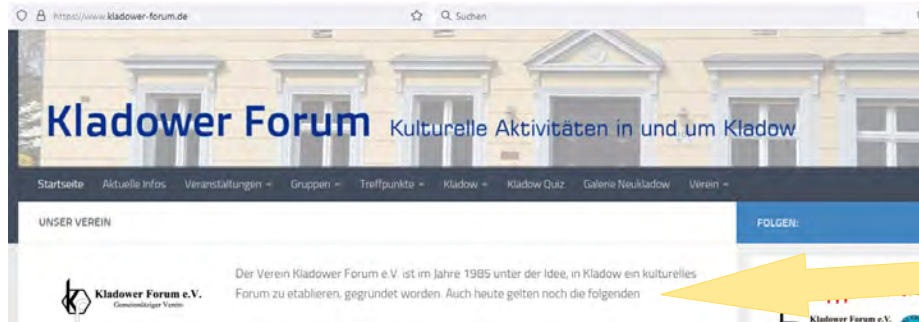 https://www.kladower-forum.de
Suchen
Kladower Forum Kulturelle Aktivitäten in und um Kladow
Startseite Aktuelle Infos Veranstaltungen Gruppen Treffpunkte Kladow Kladow Quiz Galerie Neukladow Verein
UNSER VEREIN
FOLGEN:
Der Verein Kladower Forum e.V. ist im Jahre 1985 unter der Idee, in Kladow ein kulturelles
Forum zu etablieren, gegründet worden. Auch heute gelten noch die folgenden
Kladower Forum e.V.
Gemeinnütziger Verein
Kladower Forum e.V.